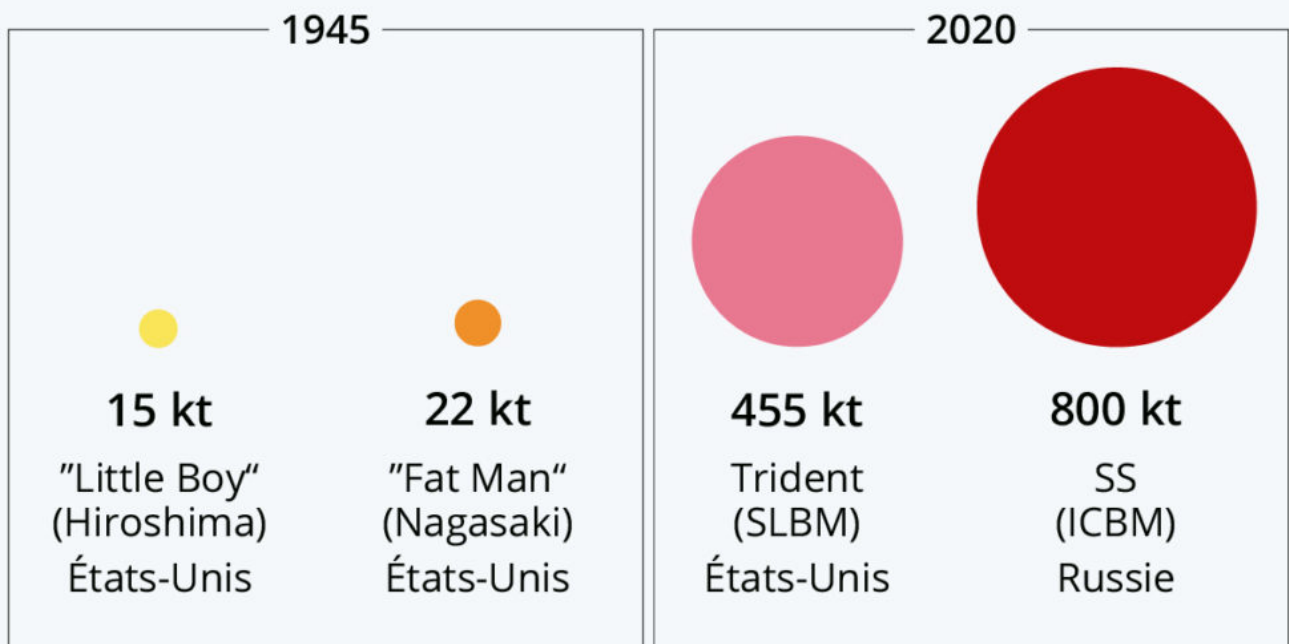 1945
15 kt
”Little Boy“
(Hiroshima)
États-Unis
22 kt
”Fat Man“
(Nagasaki)
États-Unis
2020
455 kt
Trident
(SLBM)
États-Unis
800 kt
SS
(ICBM)
Russie